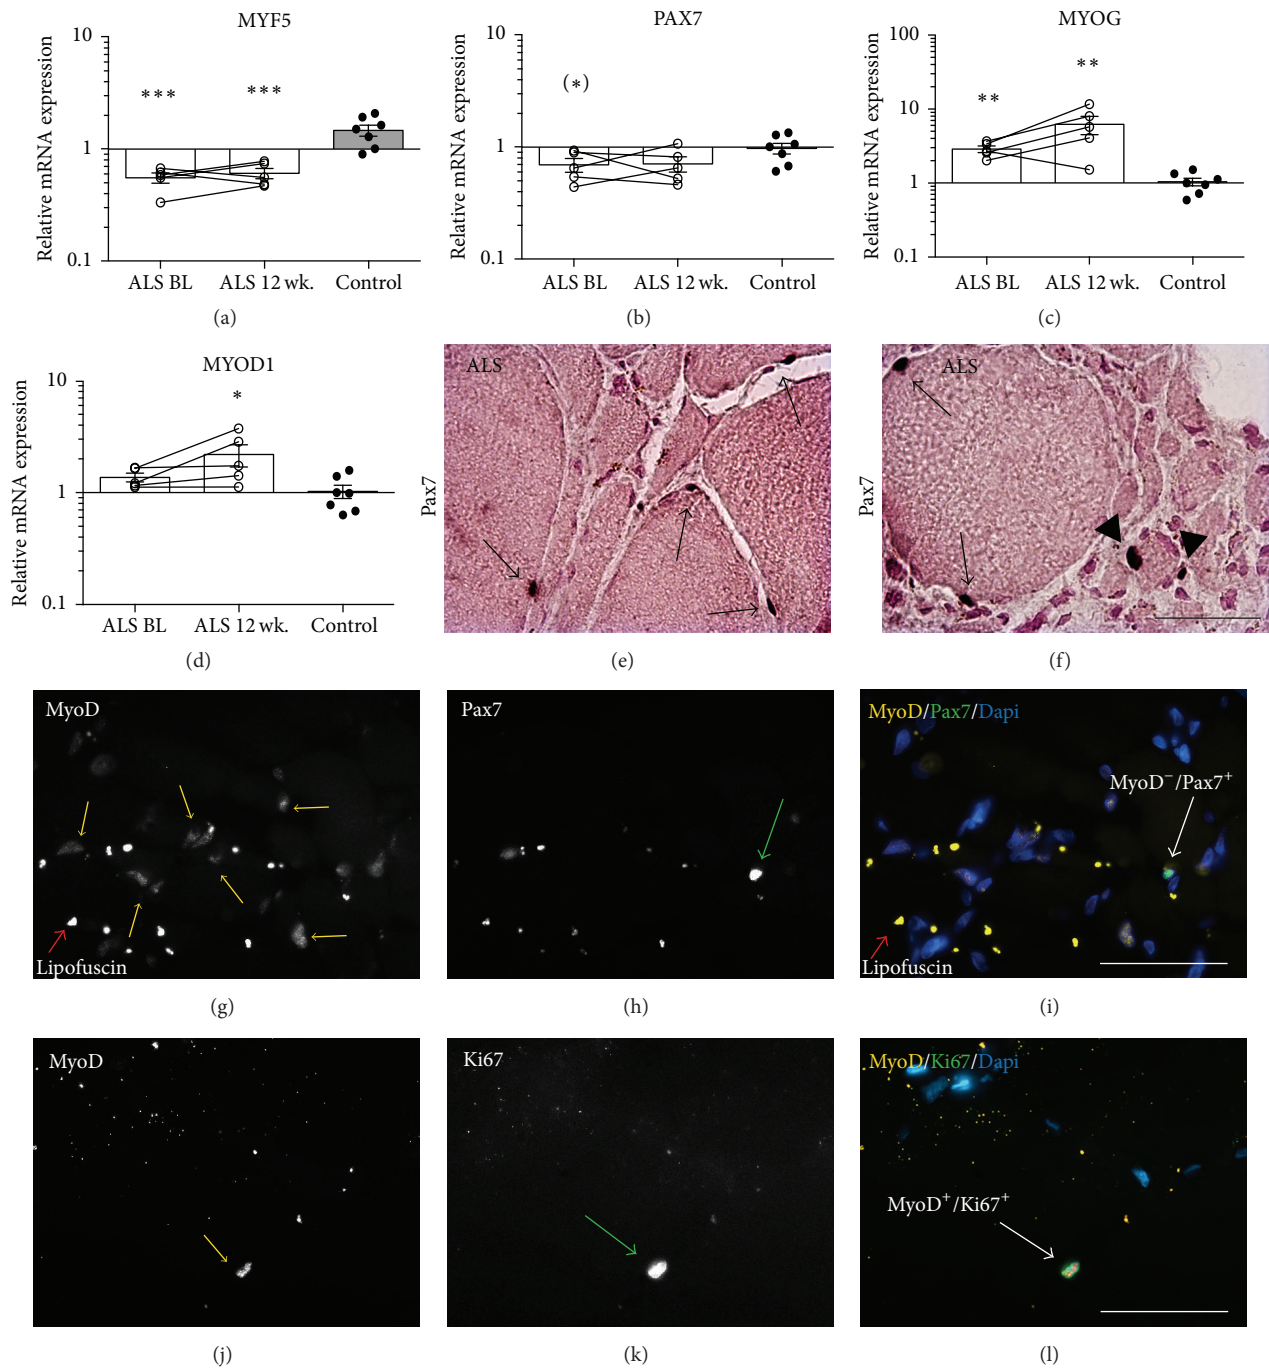 MYF5
Relative mRNA expression
10
1
0.1
*** ***
ALS BL ALS 12 wk. Control
(a)
PAX7
Relative mRNA expression
10
1
0.1
(*)
ALS BL ALS 12 wk. Control
(b)
MYOG
Relative mRNA expression
100
10
1
0.1
** **
ALS BL ALS 12 wk. Control
(c)
MYOD1
Relative mRNA expression
10
1
0.1
*
ALS BL ALS 12 wk. Control
(d)
ALS
Pax7
(e)
ALS
Pax7
(f)
MyoD
Lipofuscin
(g)
Pax7
(h)
MyoD/Pax7/Dapi
MyoD⁻/Pax7⁺
Lipofuscin
(i)
MyoD
(j)
Ki67
(k)
MyoD/Ki67/Dapi
MyoD⁺/Ki67⁺
(l)